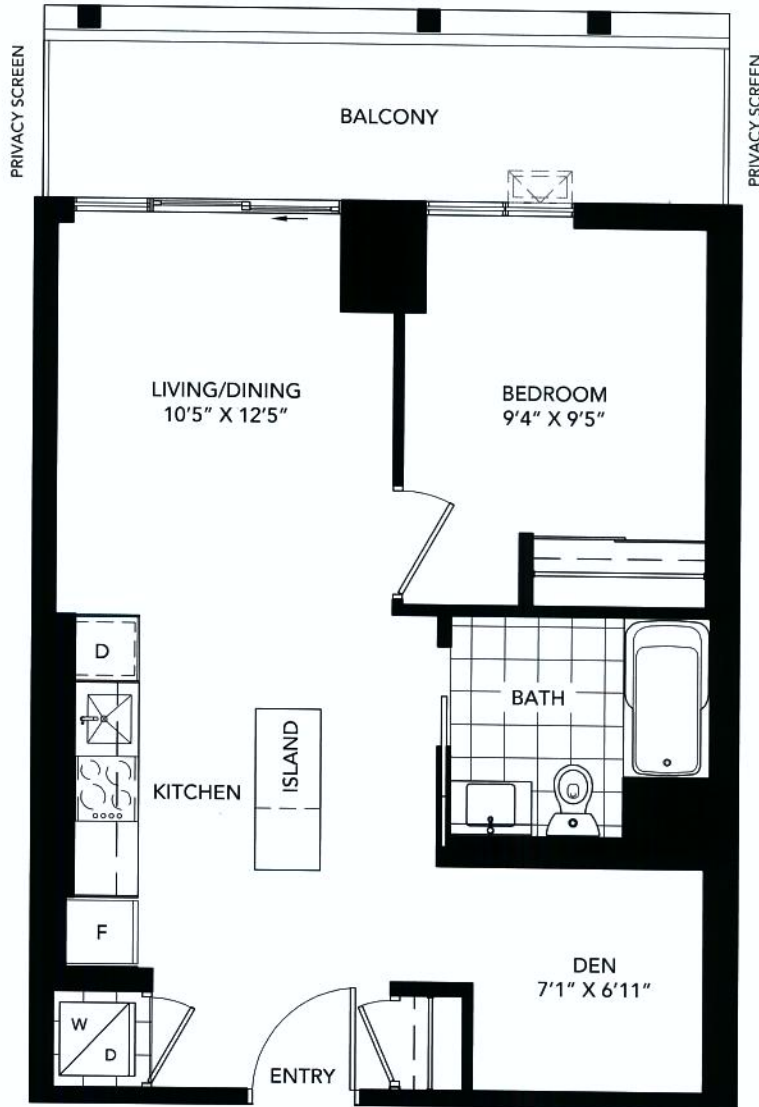 PRIVACY SCREEN
PRIVACY SCREEN
BALCONY
LIVING/DINING
10'5" X 12'5"
BEDROOM
9'4" X 9'5"
D
BATH
ISLAND
KITCHEN
F
DEN
7'1" X 6'11"
W
D
ENTRY